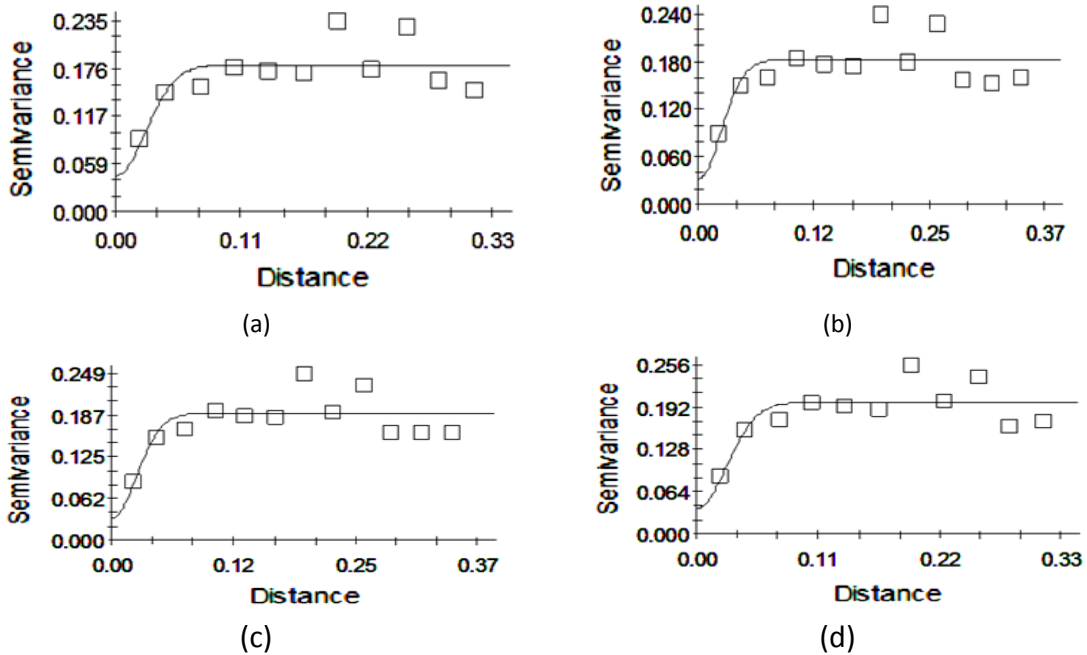 0.235
0.176
0.117
0.059
0.000
Semivariance
0.00 0.11 0.22 0.33
Distance
(a)
0.240
0.180
0.120
0.060
0.000
Semivariance
0.00 0.12 0.25 0.37
Distance
(b)
0.249
0.187
0.125
0.062
0.000
Semivariance
0.00 0.12 0.25 0.37
Distance
(c)
0.256
0.192
0.128
0.064
0.000
Semivariance
0.00 0.11 0.22 0.33
Distance
(d)